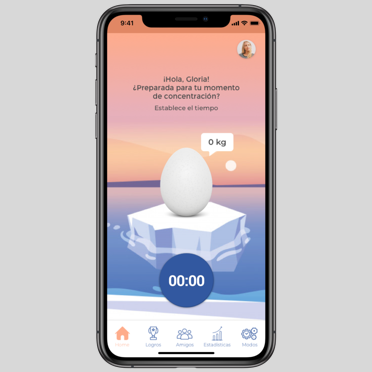 9:41
¡Hola, Gloria!
¿Preparada para tu momento
de concentración?
Establece el tiempo
0 kg
00:00
Home Logros Amigos Estadísticas Modos